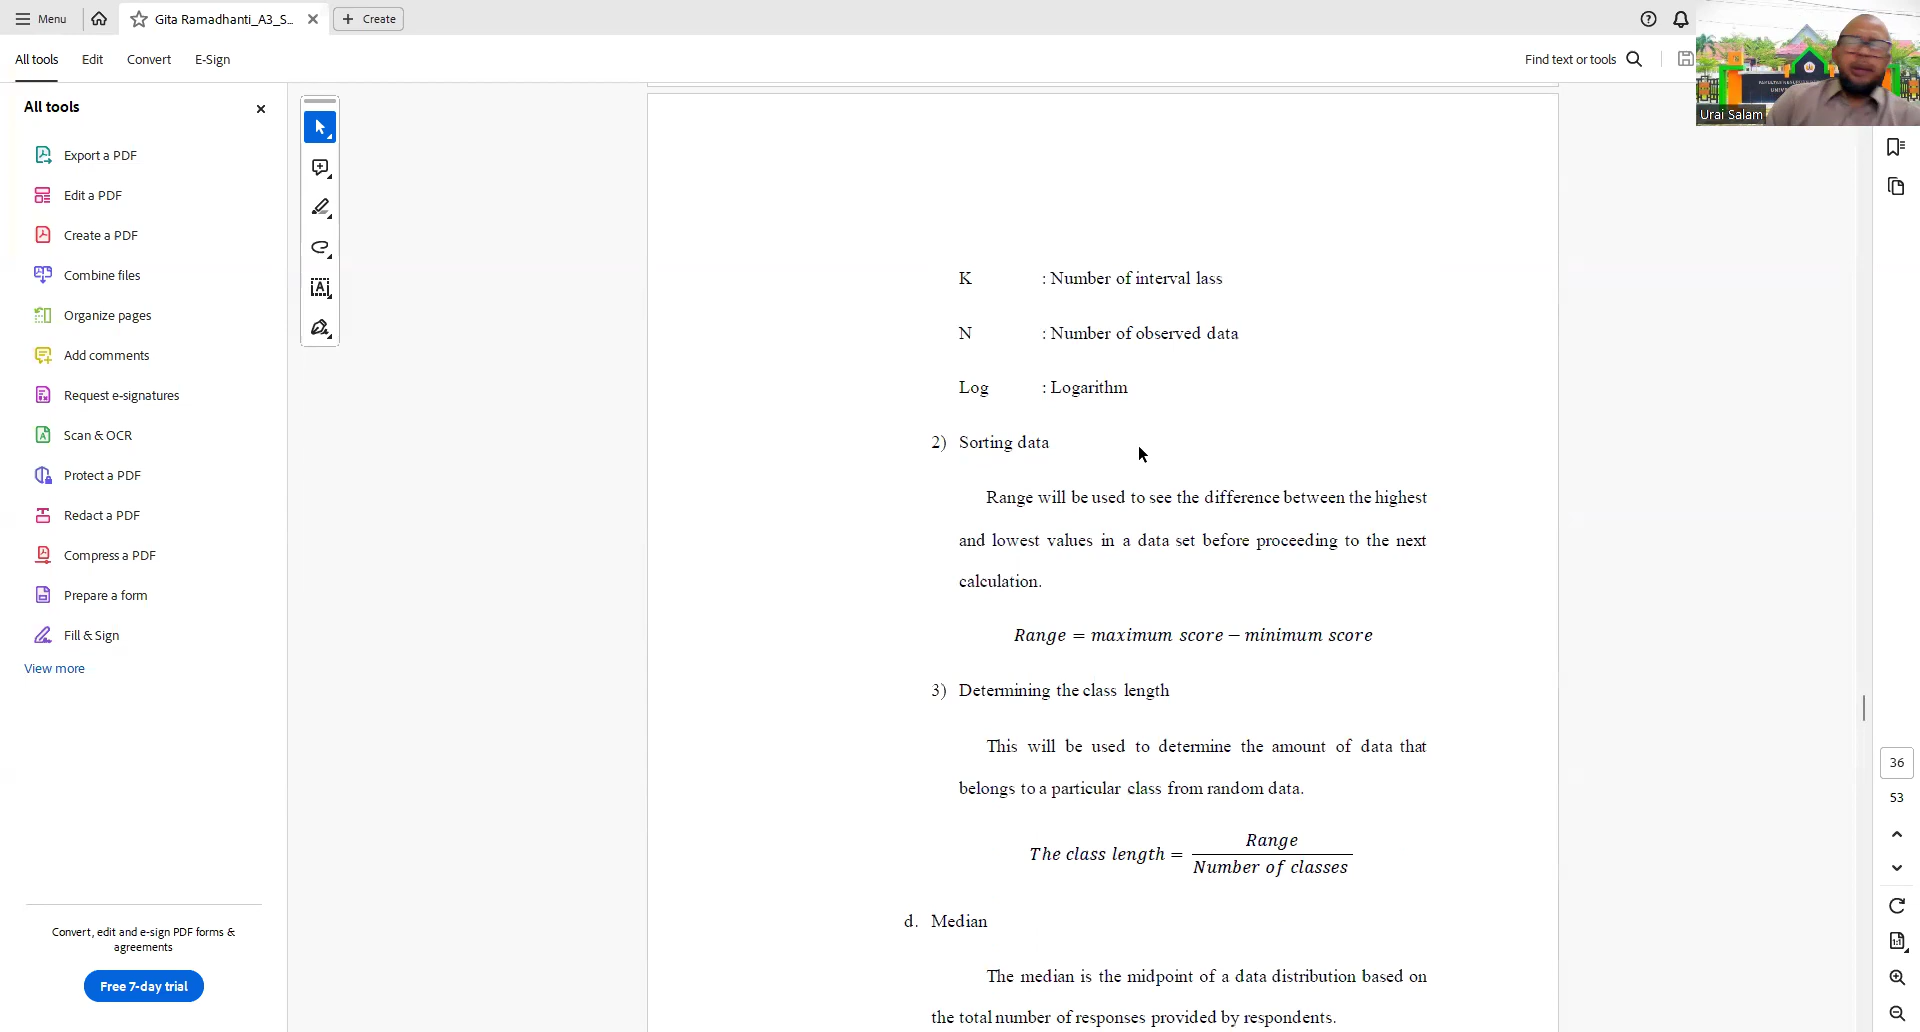 Menu
Gita Ramadhanti_A3_S...
Create
All tools
Edit
Convert
E-Sign
Find text or tools
Urai Salam
All tools
Export a PDF
Edit a PDF
Create a PDF
Combine files
Organize pages
Add comments
Request e-signatures
Scan & OCR
Protect a PDF
Redact a PDF
Compress a PDF
Prepare a form
Fill & Sign
View more
Convert, edit and e-sign PDF forms &
agreements
Free 7-day trial
K : Number of interval lass
N : Number of observed data
Log : Logarithm
2) Sorting data
Range will be used to see the difference between the highest
and lowest values in a data set before proceeding to the next
calculation.
Range = maximum score − minimum score
3) Determining the class length
This will be used to determine the amount of data that
belongs to a particular class from random data.
The class length = Range / Number of classes
d. Median
The median is the midpoint of a data distribution based on
the total number of responses provided by respondents.
36
53